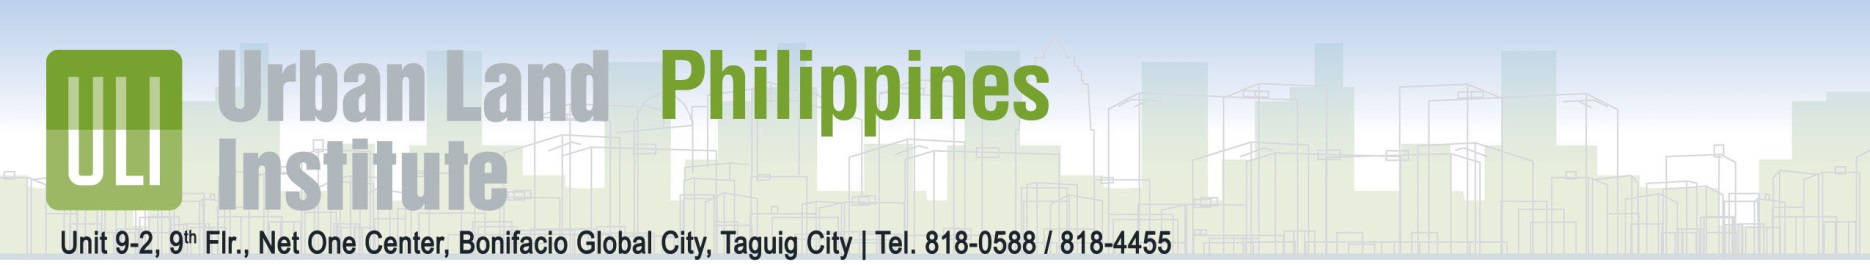 ULI
Urban Land Philippines
Institute
Unit 9-2, 9th Flr., Net One Center, Bonifacio Global City, Taguig City | Tel. 818-0588 / 818-4455